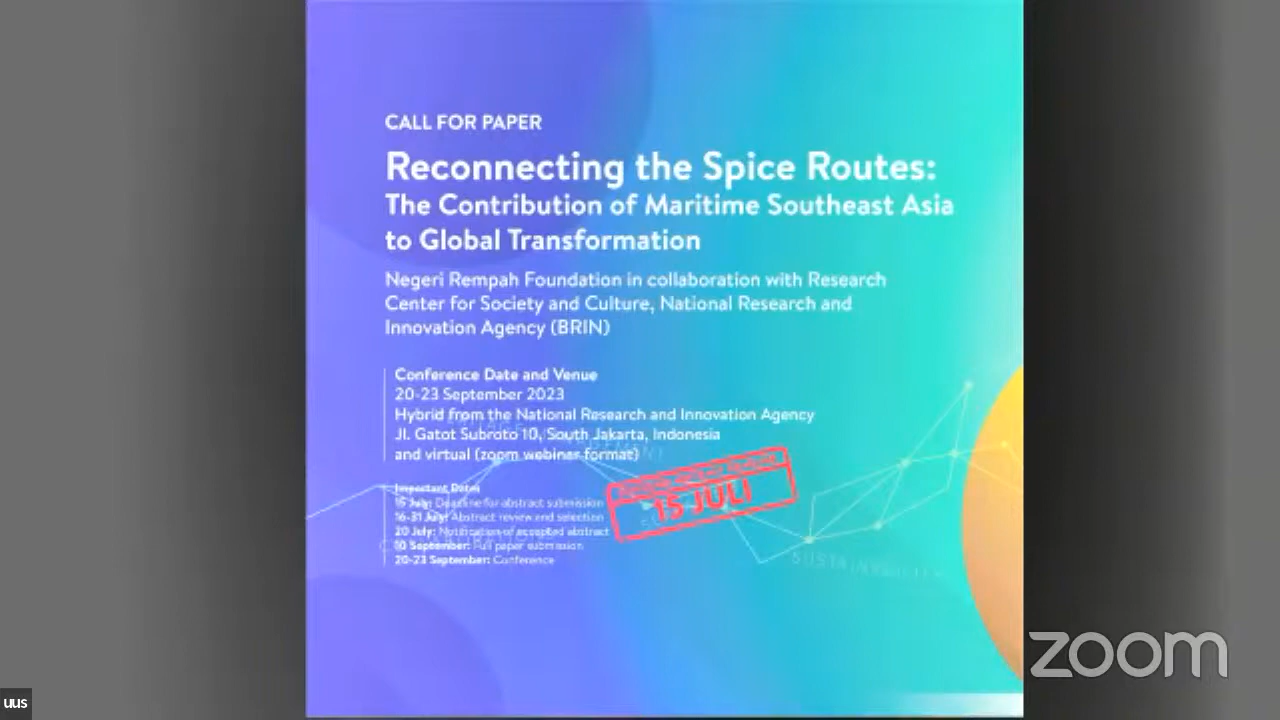 CALL FOR PAPER
Reconnecting the Spice Routes:
The Contribution of Maritime Southeast Asia
to Global Transformation
Negeri Rempah Foundation in collaboration with Research
Center for Society and Culture, National Research and
Innovation Agency (BRIN)
Conference Date and Venue
20-23 September 2023
Hybrid from the National Research and Innovation Agency
Jl. Gatot Subroto 10, South Jakarta, Indonesia
and virtual (zoom webinar format)
Important Dates
15 July: Deadline for abstract submission
16-31 July: Abstract review and selection
20 July: Notification of accepted abstract
10 September: Full paper submission
20-23 September: Conference
15 JULI
SUSTAINABILITY
zoom
uus